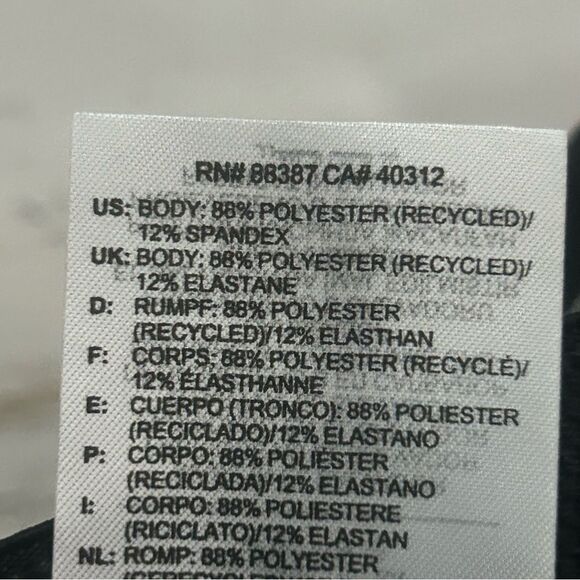 RN# 88387 CA# 40312
US: BODY: 88% POLYESTER (RECYCLED)/
12% SPANDEX
UK: BODY: 88% POLYESTER (RECYCLED)/
12% ELASTANE
D: RUMPF: 88% POLYESTER
(RECYCLED)/12% ELASTHAN
F: CORPS: 88% POLYESTER (RECYCLÉ)/
12% ÉLASTHANNE
E: CUERPO (TRONCO): 88% POLIESTER
(RECICLADO)/12% ELASTANO
P: CORPO: 88% POLIÉSTER
(RECICLADA)/12% ELASTANO
I: CORPO: 88% POLIESTERE
(RICICLATO)/12% ELASTAN
NL: ROMP: 88% POLYESTER